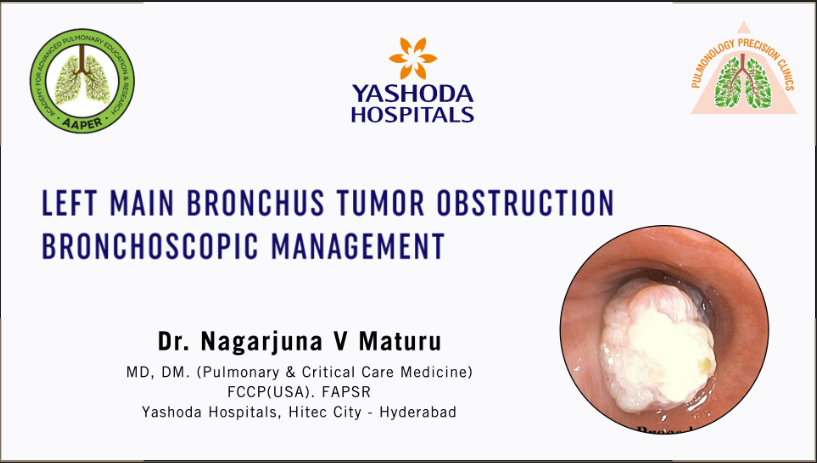 ACADEMY FOR ADVANCED PULMONARY EDUCATION & RESEARCH
AAPER
YASHODA
HOSPITALS
PULMONOLOGY PRECISION CLINICS
LEFT MAIN BRONCHUS TUMOR OBSTRUCTION
BRONCHOSCOPIC MANAGEMENT
Dr. Nagarjuna V Maturu
MD, DM. (Pulmonary & Critical Care Medicine)
FCCP(USA). FAPSR
Yashoda Hospitals, Hitec City - Hyderabad